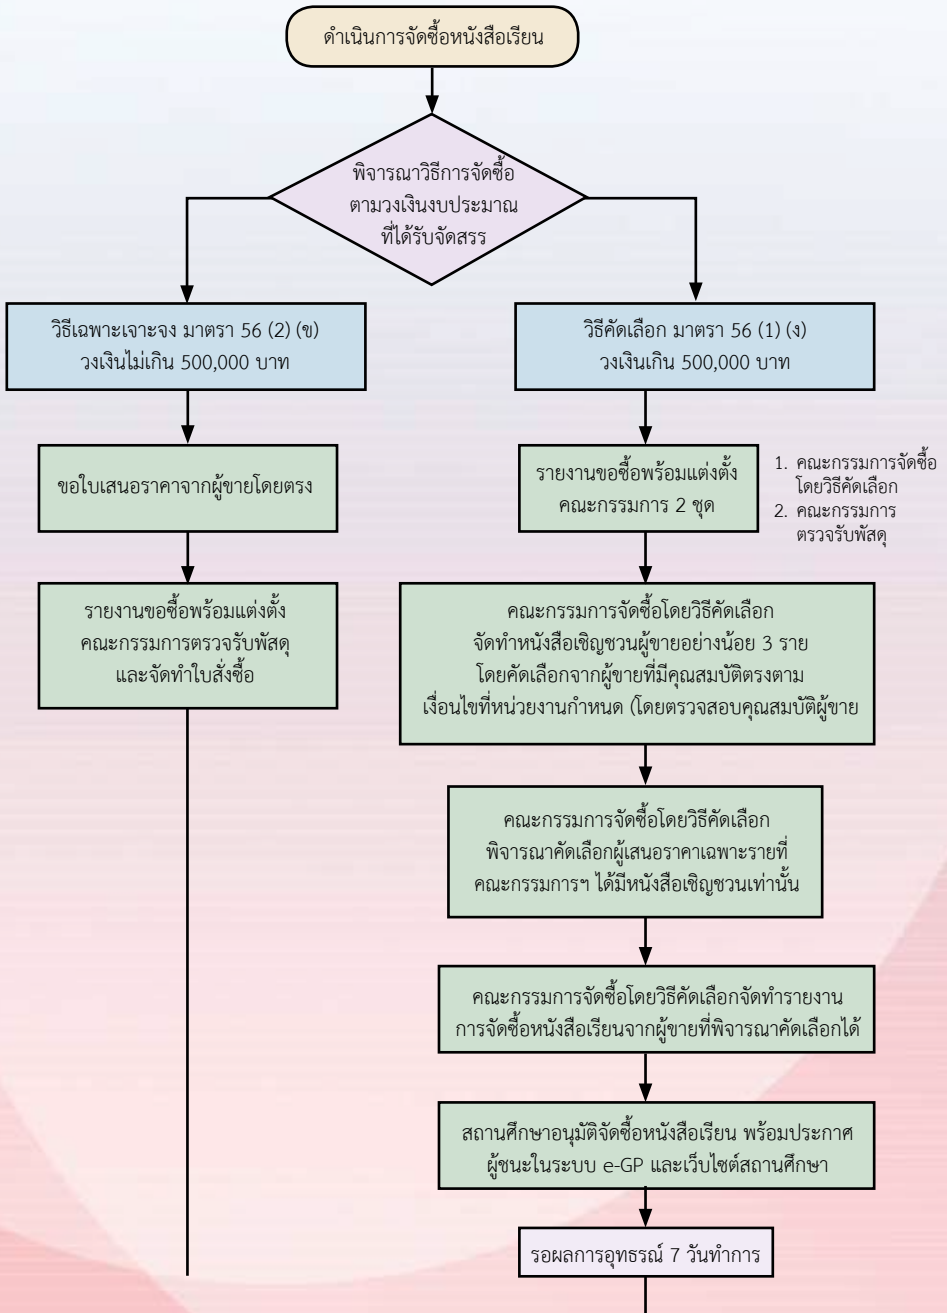 ดำเนินการจัดซื้อหนังสือเรียน
พิจารณาวิธีการจัดซื้อ
ตามวงเงินงบประมาณ
ที่ได้รับจัดสรร
วิธีเฉพาะเจาะจง มาตรา 56 (2) (ข)
วงเงินไม่เกิน 500,000 บาท
ขอใบเสนอราคาจากผู้ขายโดยตรง
รายงานขอซื้อพร้อมแต่งตั้ง
คณะกรรมการตรวจรับพัสดุ
และจัดทำใบสั่งซื้อ
วิธีคัดเลือก มาตรา 56 (1) (ง)
วงเงินเกิน 500,000 บาท
รายงานขอซื้อพร้อมแต่งตั้ง
คณะกรรมการ 2 ชุด
1. คณะกรรมการจัดซื้อ
โดยวิธีคัดเลือก
2. คณะกรรมการ
ตรวจรับพัสดุ
คณะกรรมการจัดซื้อโดยวิธีคัดเลือก
จัดทำหนังสือเชิญชวนผู้ขายอย่างน้อย 3 ราย
โดยคัดเลือกจากผู้ขายที่มีคุณสมบัติตรงตาม
เงื่อนไขที่หน่วยงานกำหนด (โดยตรวจสอบคุณสมบัติผู้ขาย
คณะกรรมการจัดซื้อโดยวิธีคัดเลือก
พิจารณาคัดเลือกผู้เสนอราคาเฉพาะรายที่
คณะกรรมการฯ ได้มีหนังสือเชิญชวนเท่านั้น
คณะกรรมการจัดซื้อโดยวิธีคัดเลือกจัดทำรายงาน
การจัดซื้อหนังสือเรียนจากผู้ขายที่พิจารณาคัดเลือกได้
สถานศึกษาอนุมัติจัดซื้อหนังสือเรียน พร้อมประกาศ
ผู้ชนะในระบบ e-GP และเว็บไซต์สถานศึกษา
รอผลการอุทธรณ์ 7 วันทำการ